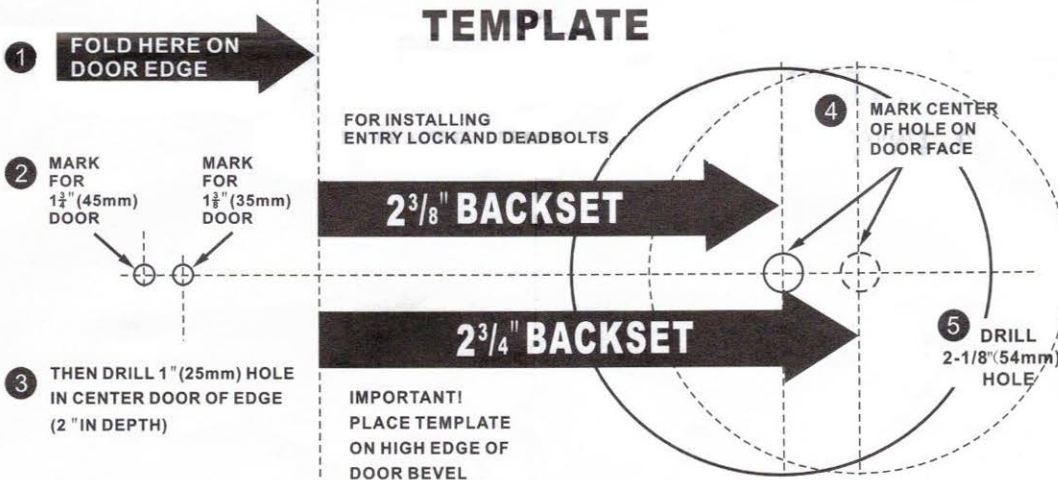 TEMPLATE
1
FOLD HERE ON
DOOR EDGE
FOR INSTALLING
ENTRY LOCK AND DEADBOLTS
4
MARK CENTER
OF HOLE ON
DOOR FACE
2
MARK
FOR
1¾"(45mm)
DOOR
MARK
FOR
1⅜"(35mm)
DOOR
2³/₈" BACKSET
2³/₄" BACKSET
5
DRILL
2-1/8"(54mm)
HOLE
3
THEN DRILL 1"(25mm) HOLE
IN CENTER DOOR OF EDGE
(2"IN DEPTH)
IMPORTANT!
PLACE TEMPLATE
ON HIGH EDGE OF
DOOR BEVEL